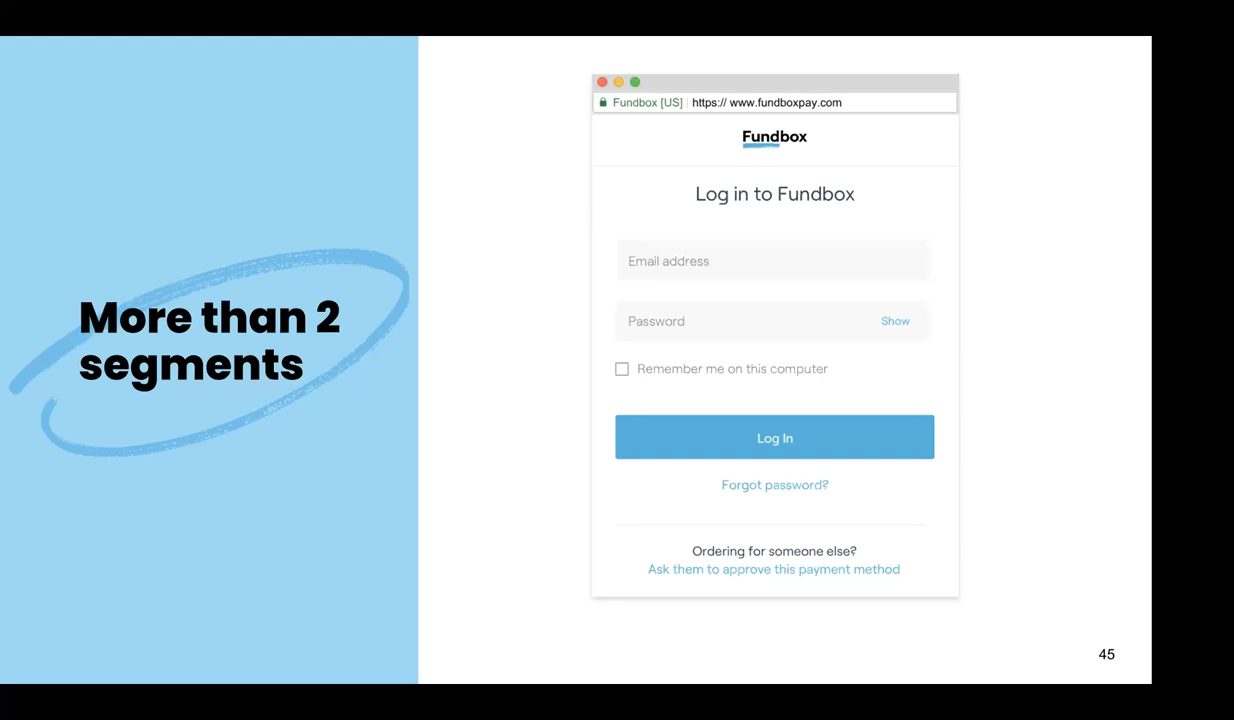 More than 2
segments
Fundbox [US] https:// www.fundboxpay.com
Fundbox
Log in to Fundbox
Email address
Password Show
Remember me on this computer
Log In
Forgot password?
Ordering for someone else?
Ask them to approve this payment method
45